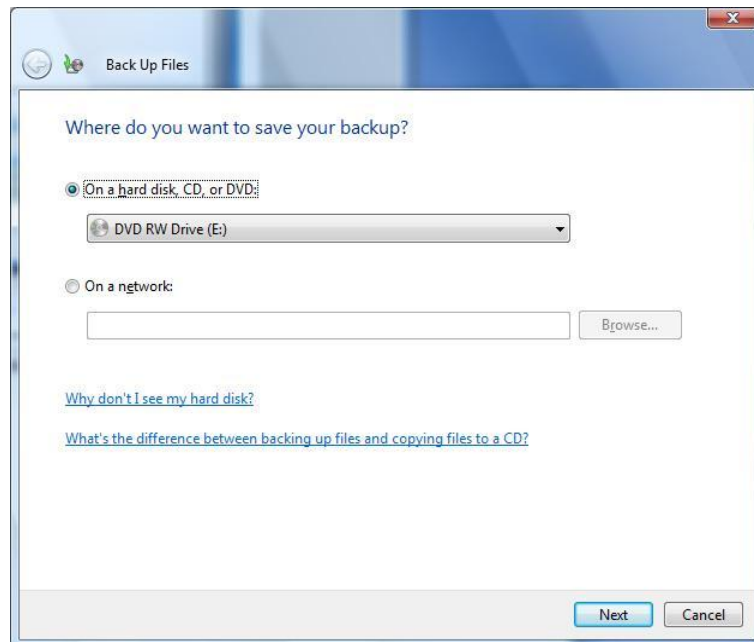 Back Up Files
Where do you want to save your backup?
On a hard disk, CD, or DVD:
DVD RW Drive (E:)
On a network:
Browse...
Why don't I see my hard disk?
What's the difference between backing up files and copying files to a CD?
Next Cancel